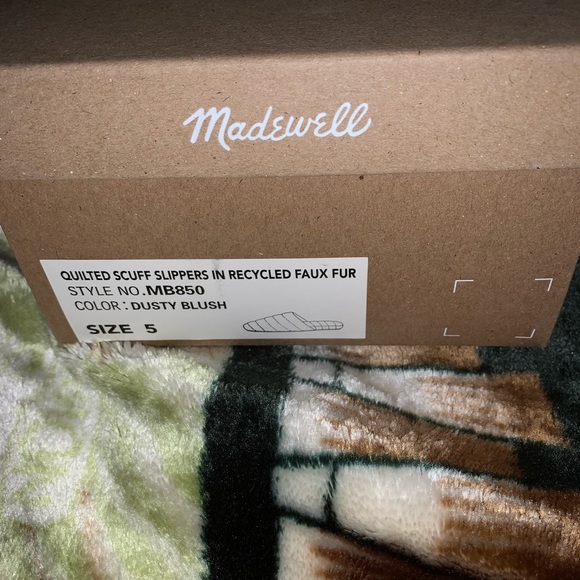 Madewell
QUILTED SCUFF SLIPPERS IN RECYCLED FAUX FUR
STYLE NO.MB850
COLOR: DUSTY BLUSH
SIZE 5